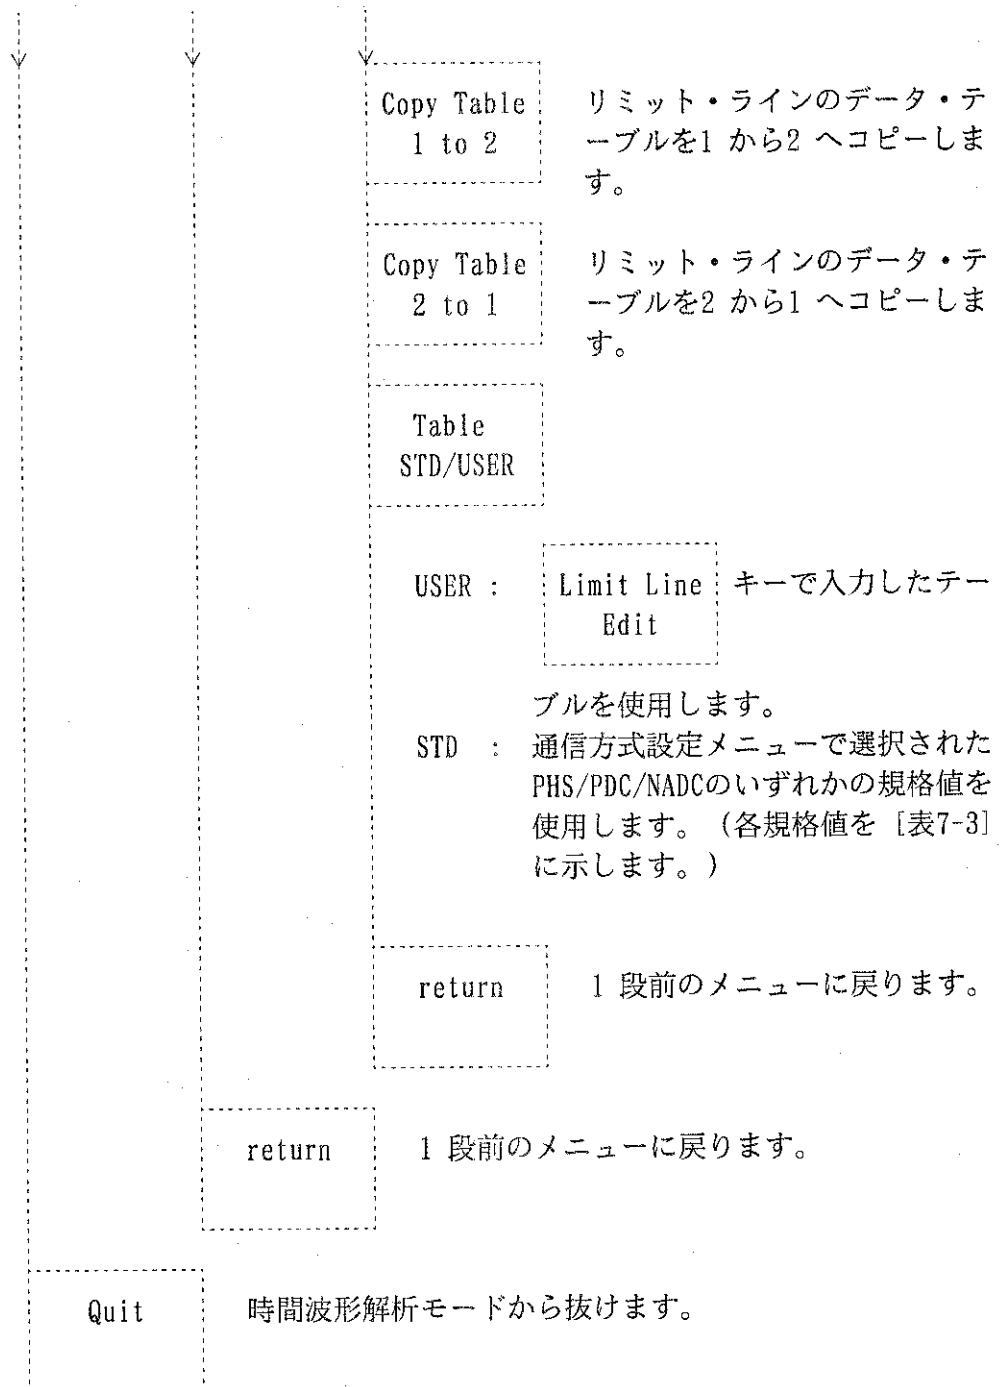 Copy Table
1 to 2
リミット・ラインのデータ・テ
ーブルを1 から2 へコピーしま
す。
Copy Table
2 to 1
リミット・ラインのデータ・テ
ーブルを2 から1 へコピーしま
す。
Table
STD/USER
USER : Limit Line キーで入力したテー
Edit
ブルを使用します。
STD : 通信方式設定メニューで選択された
PHS/PDC/NADCのいずれかの規格値を
使用します。(各規格値を [表7-3]
に示します。)
return 1 段前のメニューに戻ります。
return 1 段前のメニューに戻ります。
Quit 時間波形解析モードから抜けます。